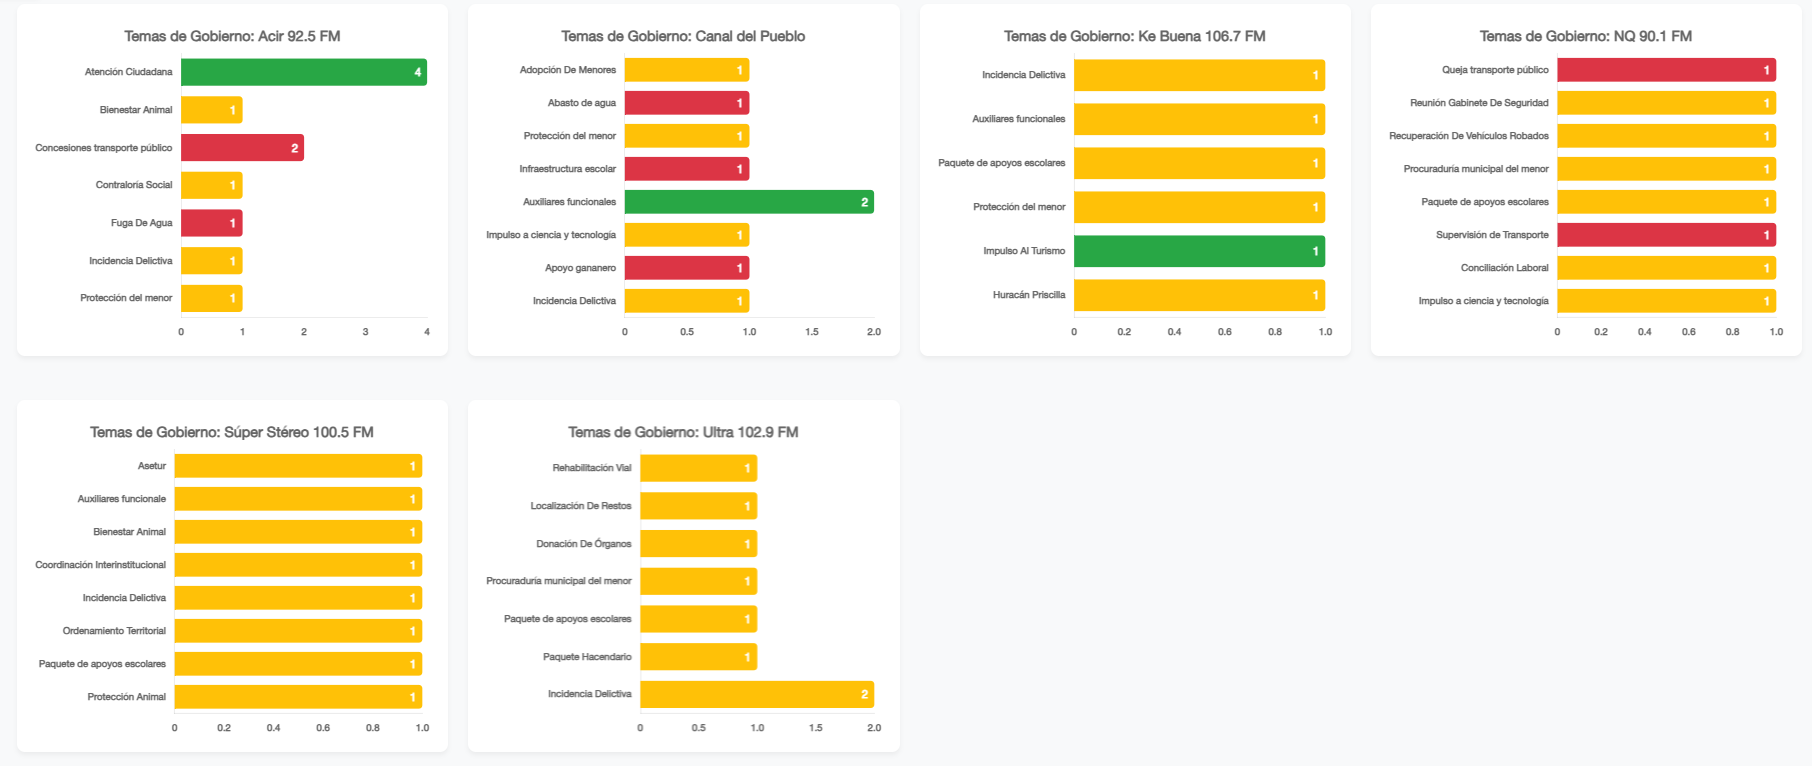 Temas de Gobierno: Acir 92.5 FM
Atención Ciudadana 4
Bienestar Animal 1
Concesiones transporte público 2
Contraloría Social 1
Fuga De Agua 1
Incidencia Delictiva 1
Protección del menor 1
0 1 2 3 4
Temas de Gobierno: Canal del Pueblo
Adopción De Menores 1
Abasto de agua 1
Protección del menor 1
Infraestructura escolar 1
Auxiliares funcionales 2
Impulso a ciencia y tecnología 1
Apoyo gananero 1
Incidencia Delictiva 1
0 0.5 1.0 1.5 2.0
Temas de Gobierno: Ke Buena 106.7 FM
Incidencia Delictiva 1
Auxiliares funcionales 1
Paquete de apoyos escolares 1
Protección del menor 1
Impulso Al Turismo 1
Huracán Priscilla 1
0 0.2 0.4 0.6 0.8 1.0
Temas de Gobierno: NQ 90.1 FM
Queja transporte público 1
Reunión Gabinete De Seguridad 1
Recuperación De Vehículos Robados 1
Procuraduría municipal del menor 1
Paquete de apoyos escolares 1
Supervisión de Transporte 1
Conciliación Laboral 1
Impulso a ciencia y tecnología 1
0 0.2 0.4 0.6 0.8 1.0
Temas de Gobierno: Súper Stéreo 100.5 FM
Asetur 1
Auxiliares funcionale 1
Bienestar Animal 1
Coordinación Interinstitucional 1
Incidencia Delictiva 1
Ordenamiento Territorial 1
Paquete de apoyos escolares 1
Protección Animal 1
0 0.2 0.4 0.6 0.8 1.0
Temas de Gobierno: Ultra 102.9 FM
Rehabilitación Vial 1
Localización De Restos 1
Donación De Órganos 1
Procuraduría municipal del menor 1
Paquete de apoyos escolares 1
Paquete Hacendario 1
Incidencia Delictiva 2
0 0.5 1.0 1.5 2.0